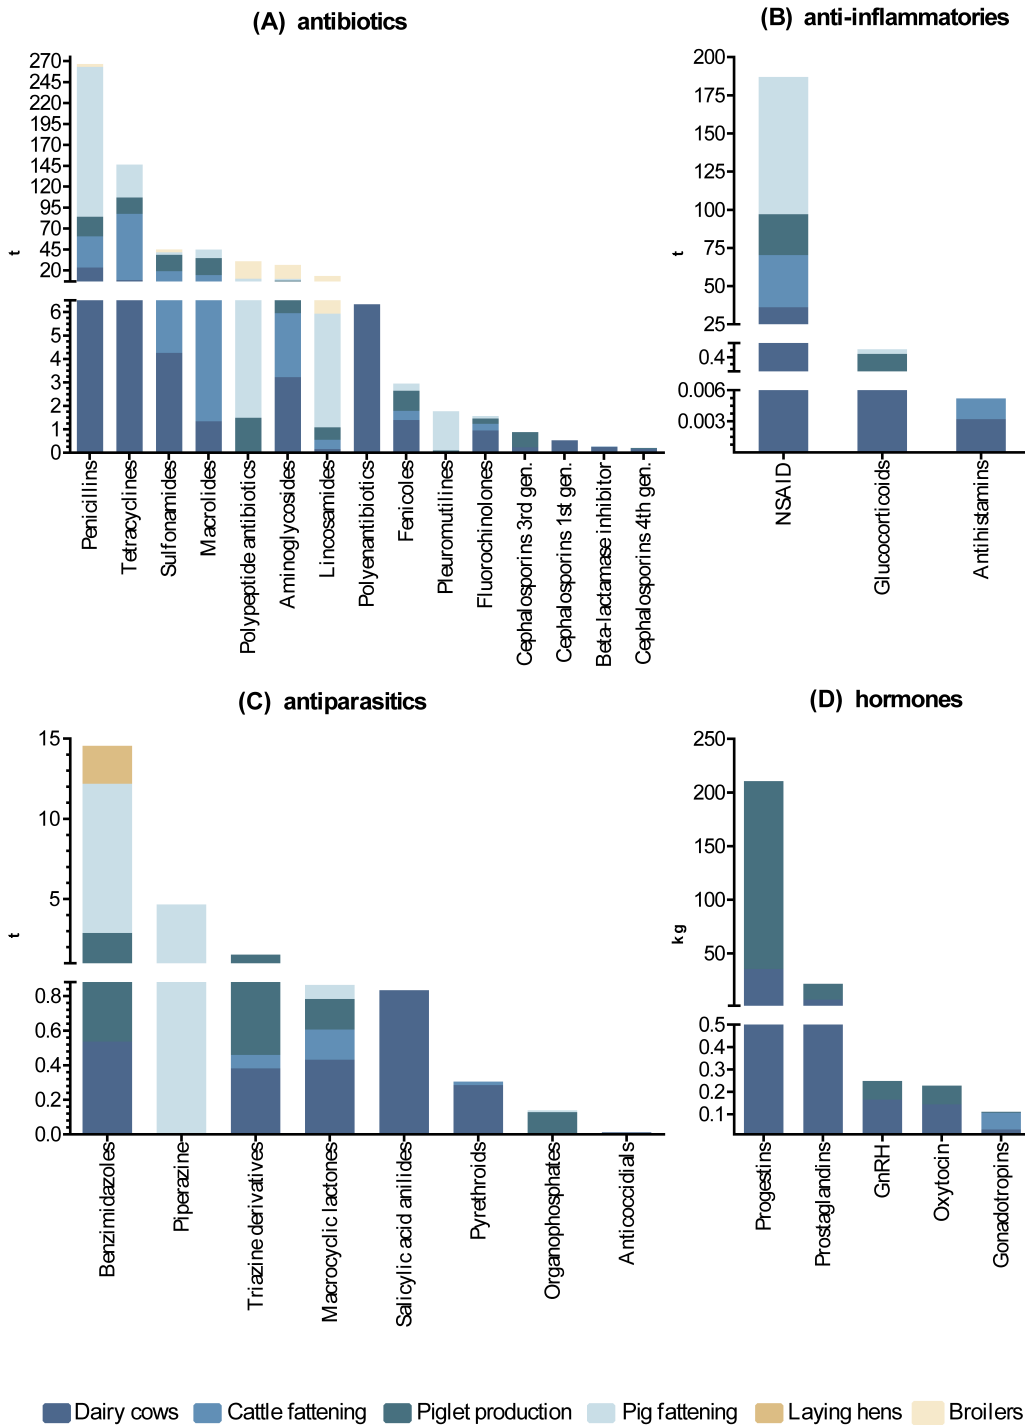 (A) antibiotics
270
245
220
195
170
145
120
95
70
45
20
t
6
5
4
3
2
1
0
Penicillins
Tetracyclines
Sulfonamides
Macrolides
Polypeptide antibiotics
Aminoglycosides
Lincosamides
Polyenantibiotics
Fenicoles
Pleuromutilines
Fluorochinolones
Cephalosporins 3rd gen.
Cephalosporins 1st gen.
Beta-lactamase inhibitor
Cephalosporins 4th gen.
(B) anti-inflammatories
200
175
150
125
100
75
50
25
t
0.4
0.006
0.003
NSAID
Glucocorticoids
Antihistamins
(C) antiparasitics
15
10
5
t
0.8
0.6
0.4
0.2
0.0
Benzimidazoles
Piperazine
Triazine derivatives
Macrocyclic lactones
Salicylic acid anilides
Pyrethroids
Organophosphates
Anticoccidials
(D) hormones
250
200
150
100
50
kg
0.5
0.4
0.3
0.2
0.1
Progestins
Prostaglandins
GnRH
Oxytocin
Gonadotropins
Dairy cows Cattle fattening Piglet production Pig fattening Laying hens Broilers